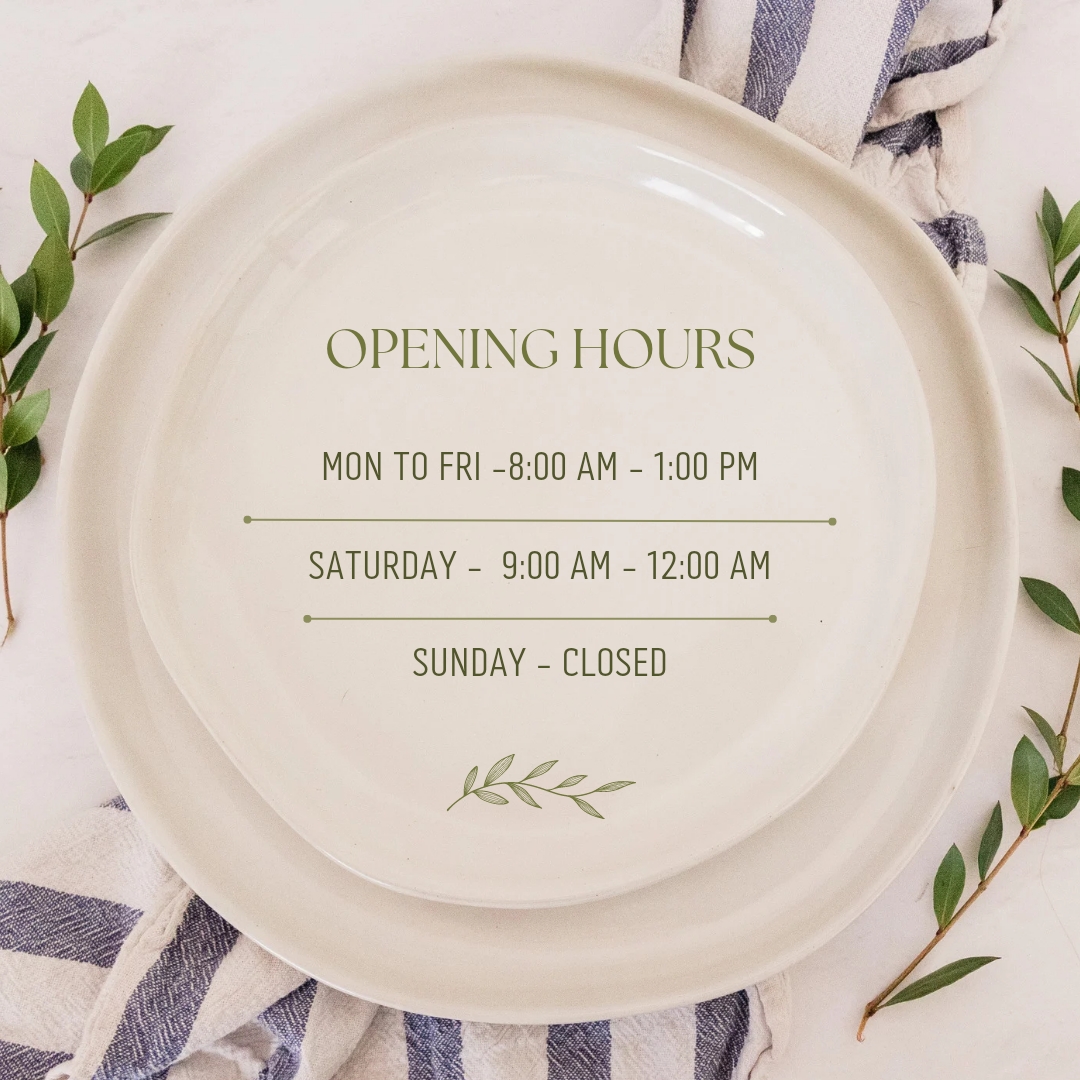 OPENING HOURS
MON TO FRI -8:00 AM - 1:00 PM
SATURDAY -  9:00 AM - 12:00 AM
SUNDAY - CLOSED